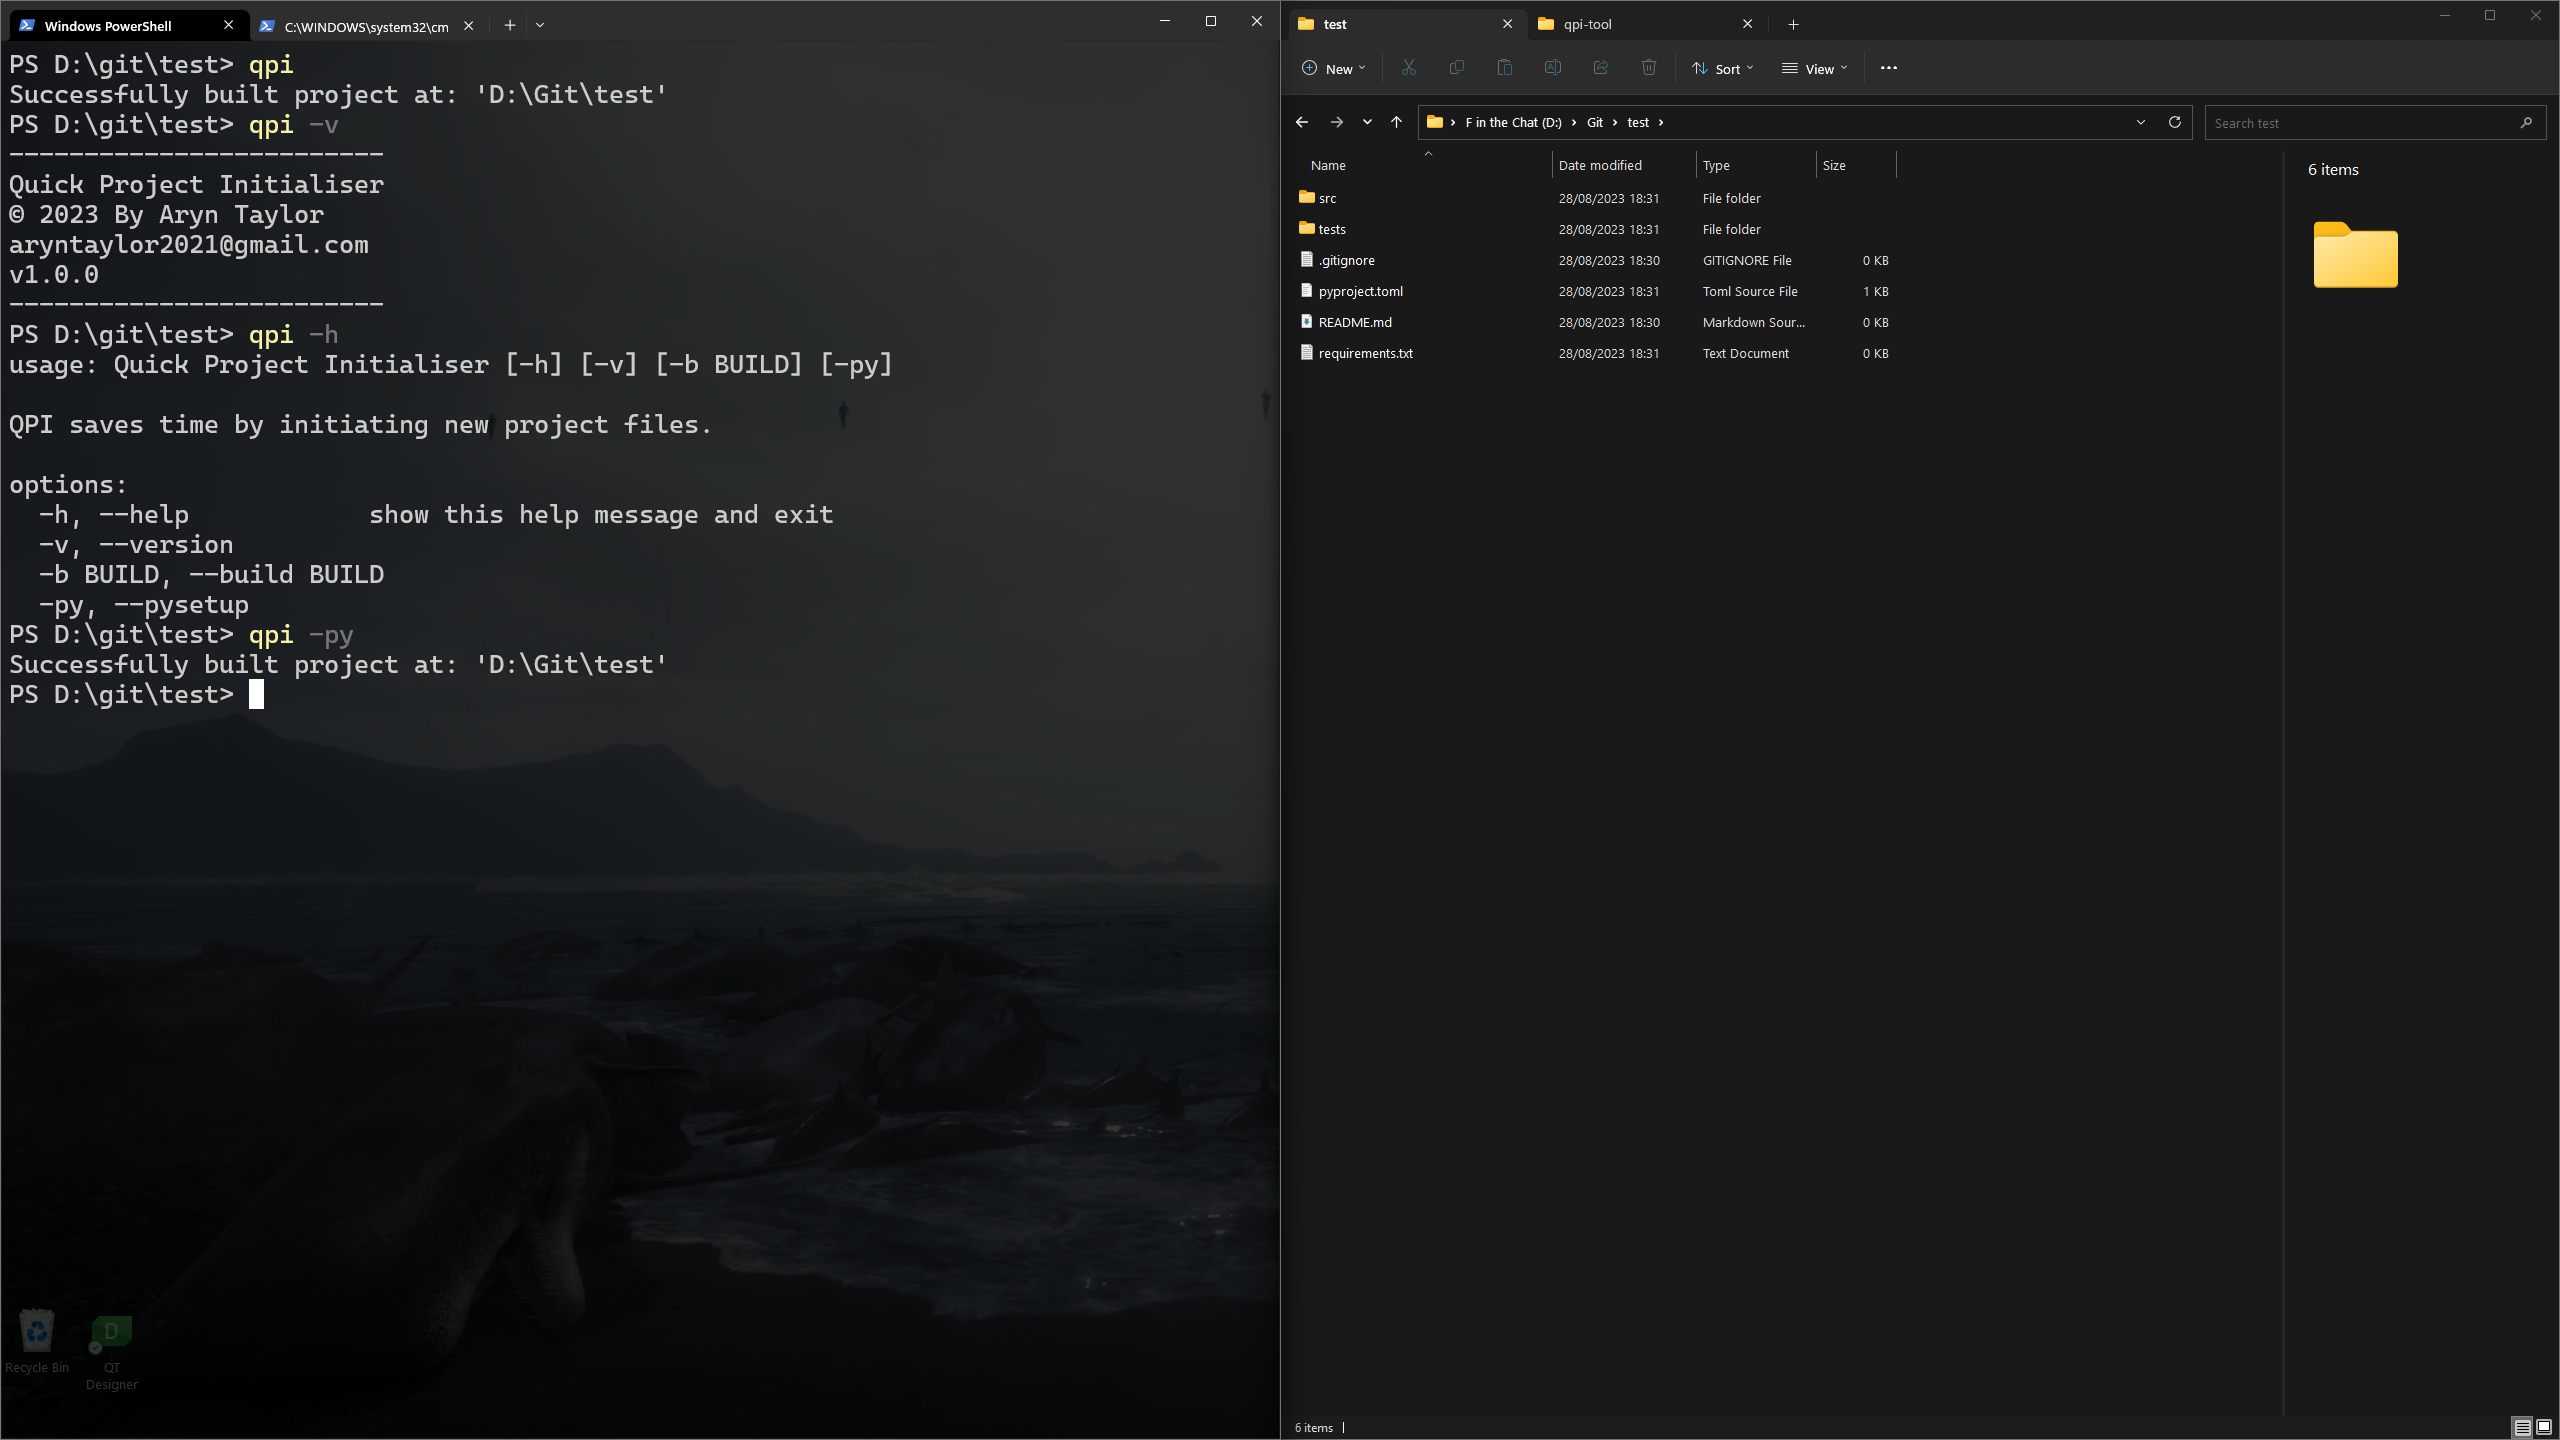 Windows PowerShell
C:\WINDOWS\system32\cm
PS D:\git\test> qpi
Successfully built project at: 'D:\Git\test'
PS D:\git\test> qpi -v
-------------------------
Quick Project Initialiser
© 2023 By Aryn Taylor
aryntaylor2021@gmail.com
v1.0.0
-------------------------
PS D:\git\test> qpi -h
usage: Quick Project Initialiser [-h] [-v] [-b BUILD] [-py]
QPI saves time by initiating new project files.
options:
-h, --help show this help message and exit
-v, --version
-b BUILD, --build BUILD
-py, --pysetup
PS D:\git\test> qpi -py
Successfully built project at: 'D:\Git\test'
PS D:\git\test>
Recycle Bin
D
QT
Designer
test
qpi-tool
New
Sort
View
F in the Chat (D:) > Git > test >
Search test
Name Date modified Type Size
src 28/08/2023 18:31 File folder
tests 28/08/2023 18:31 File folder
.gitignore 28/08/2023 18:30 GITIGNORE File 0 KB
pyproject.toml 28/08/2023 18:31 Toml Source File 1 KB
README.md 28/08/2023 18:30 Markdown Sour... 0 KB
requirements.txt 28/08/2023 18:31 Text Document 0 KB
6 items
6 items